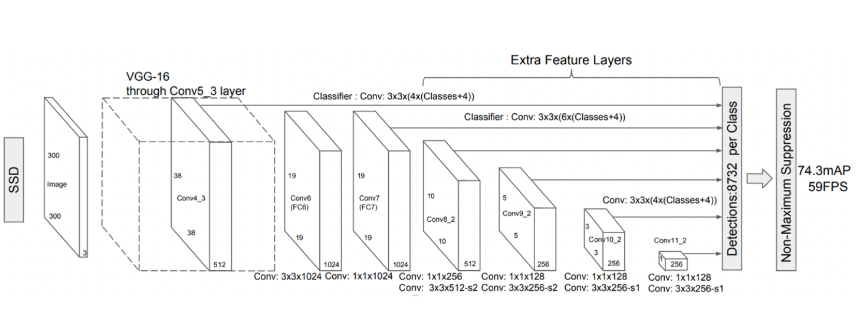 Extra Feature Layers
VGG-16
through Conv5_3 layer
Classifier : Conv: 3x3x(4x(Classes+4))
Classifier : Conv: 3x3x(6x(Classes+4))
SSD
300
Image
300
3
38
Conv4_3
38
512
19
Conv6
(FC6)
19
1024
19
Conv7
(FC7)
19
1024
10
Conv8_2
10
512
5
Conv9_2
5
256
Conv: 3x3x(4x(Classes+4))
3
Conv10_2
3
256
Conv11_2
1
256
Detections:8732 per Class
Non-Maximum Suppression
74.3mAP
59FPS
Conv: 3x3x1024
Conv: 1x1x1024
Conv: 1x1x256
Conv: 3x3x512-s2
Conv: 1x1x128
Conv: 3x3x256-s2
Conv: 1x1x128
Conv: 3x3x256-s1
Conv: 1x1x128
Conv: 3x3x256-s1